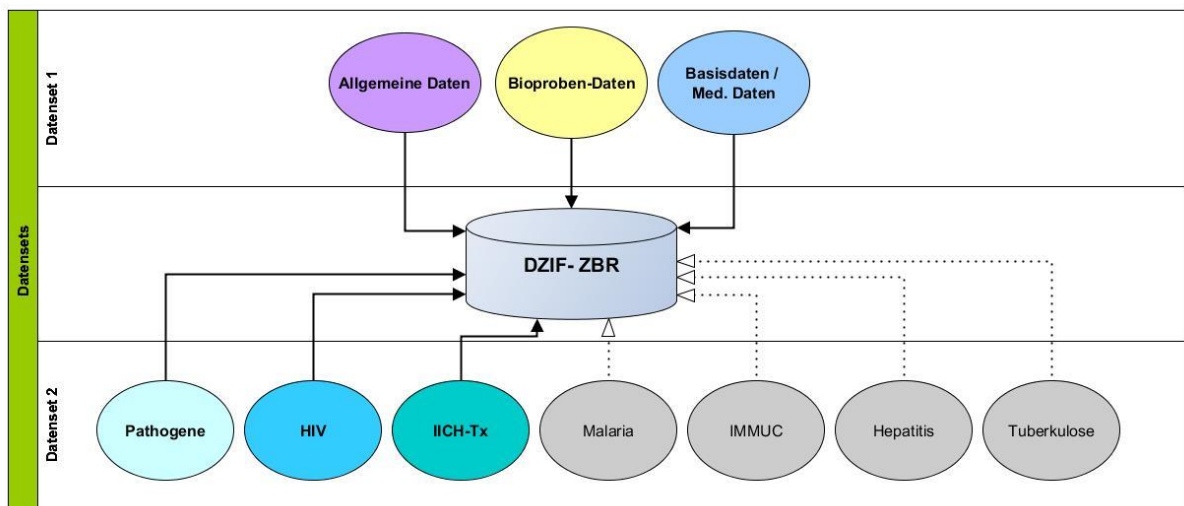 Datensets
Datenset 1
Allgemeine Daten
Bioproben-Daten
Basisdaten /
Med. Daten
DZIF- ZBR
Datenset 2
Pathogene
HIV
IICH-Tx
Malaria
IMMUC
Hepatitis
Tuberkulose